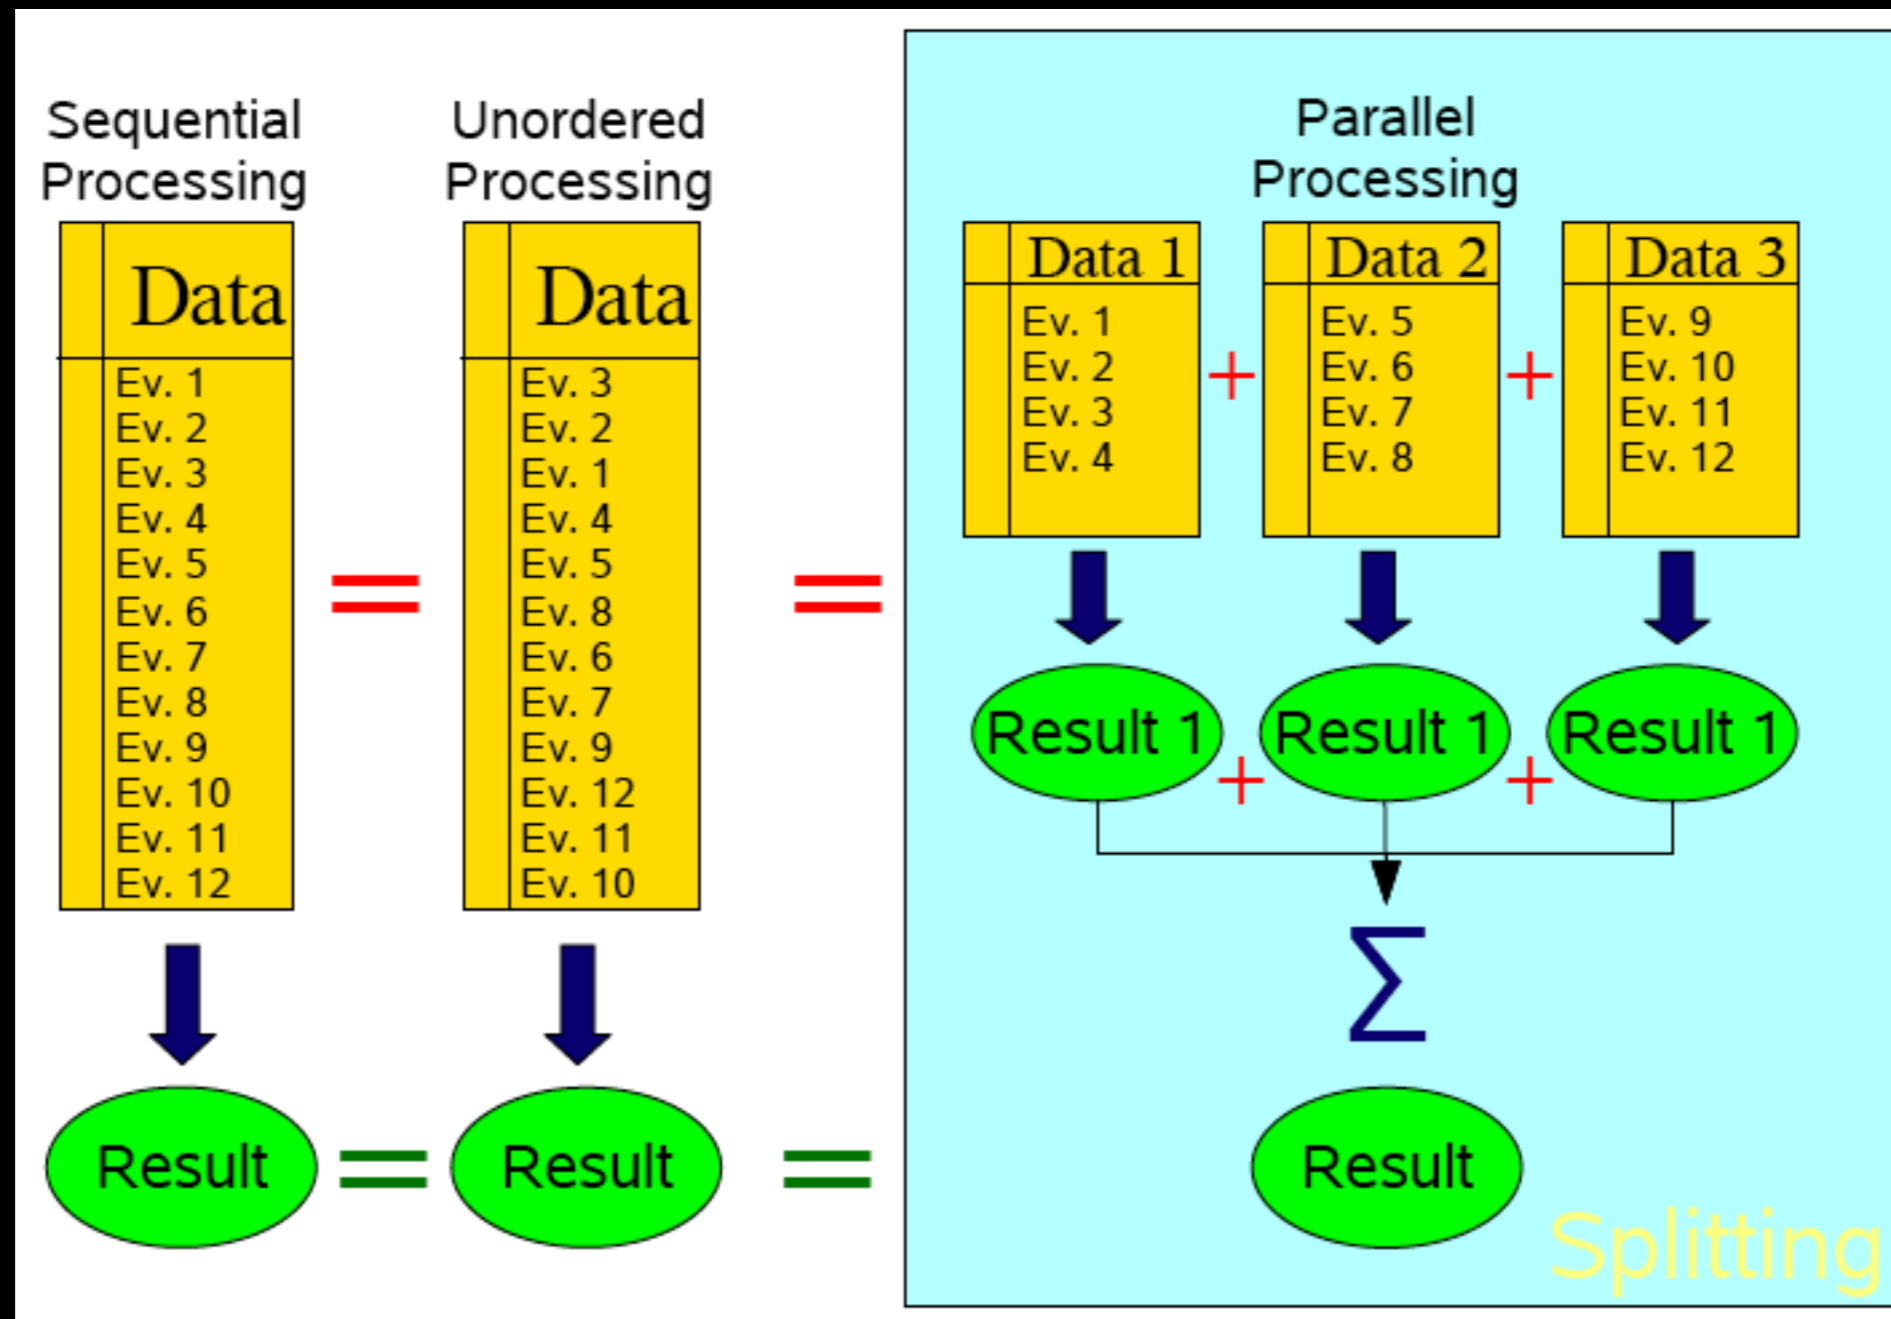 Sequential
Processing
Data
Ev. 1
Ev. 2
Ev. 3
Ev. 4
Ev. 5
Ev. 6
Ev. 7
Ev. 8
Ev. 9
Ev. 10
Ev. 11
Ev. 12
Result
=
Unordered
Processing
Data
Ev. 3
Ev. 2
Ev. 1
Ev. 4
Ev. 5
Ev. 8
Ev. 6
Ev. 7
Ev. 9
Ev. 12
Ev. 11
Ev. 10
Result
=
Parallel
Processing
Data 1
Ev. 1
Ev. 2
Ev. 3
Ev. 4
+
Data 2
Ev. 5
Ev. 6
Ev. 7
Ev. 8
+
Data 3
Ev. 9
Ev. 10
Ev. 11
Ev. 12
Result 1 + Result 1 + Result 1
Σ
Result
Splitting